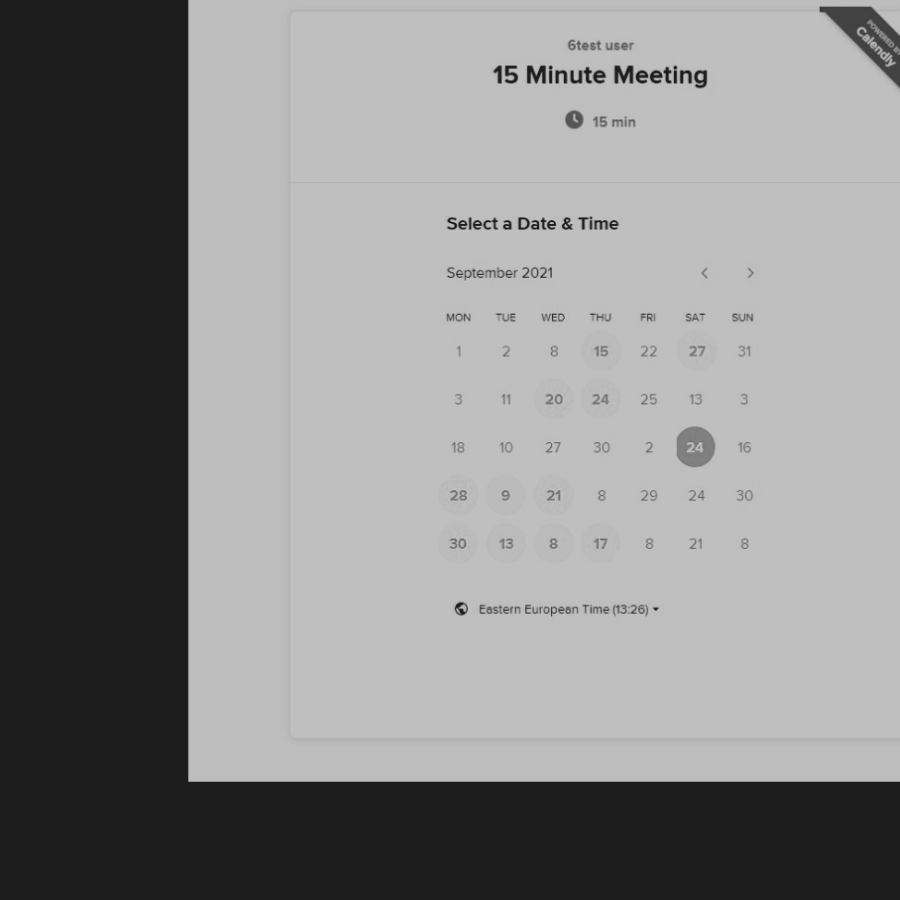 POWERED BY
Calendly
6test user
15 Minute Meeting
15 min
Select a Date & Time
September 2021
MON TUE WED THU FRI SAT SUN
1 2 8 15 22 27 31
3 11 20 24 25 13 3
18 10 27 30 2 24 16
28 9 21 8 29 24 30
30 13 8 17 8 21 8
Eastern European Time (13:26)